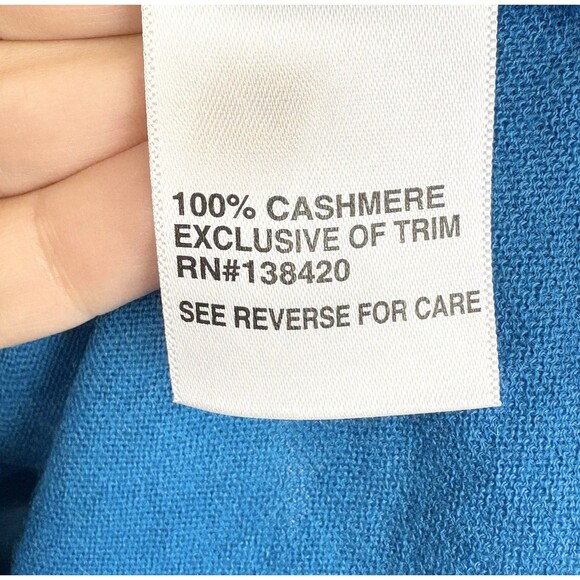 100% CASHMERE
EXCLUSIVE OF TRIM
RN#138420
SEE REVERSE FOR CARE